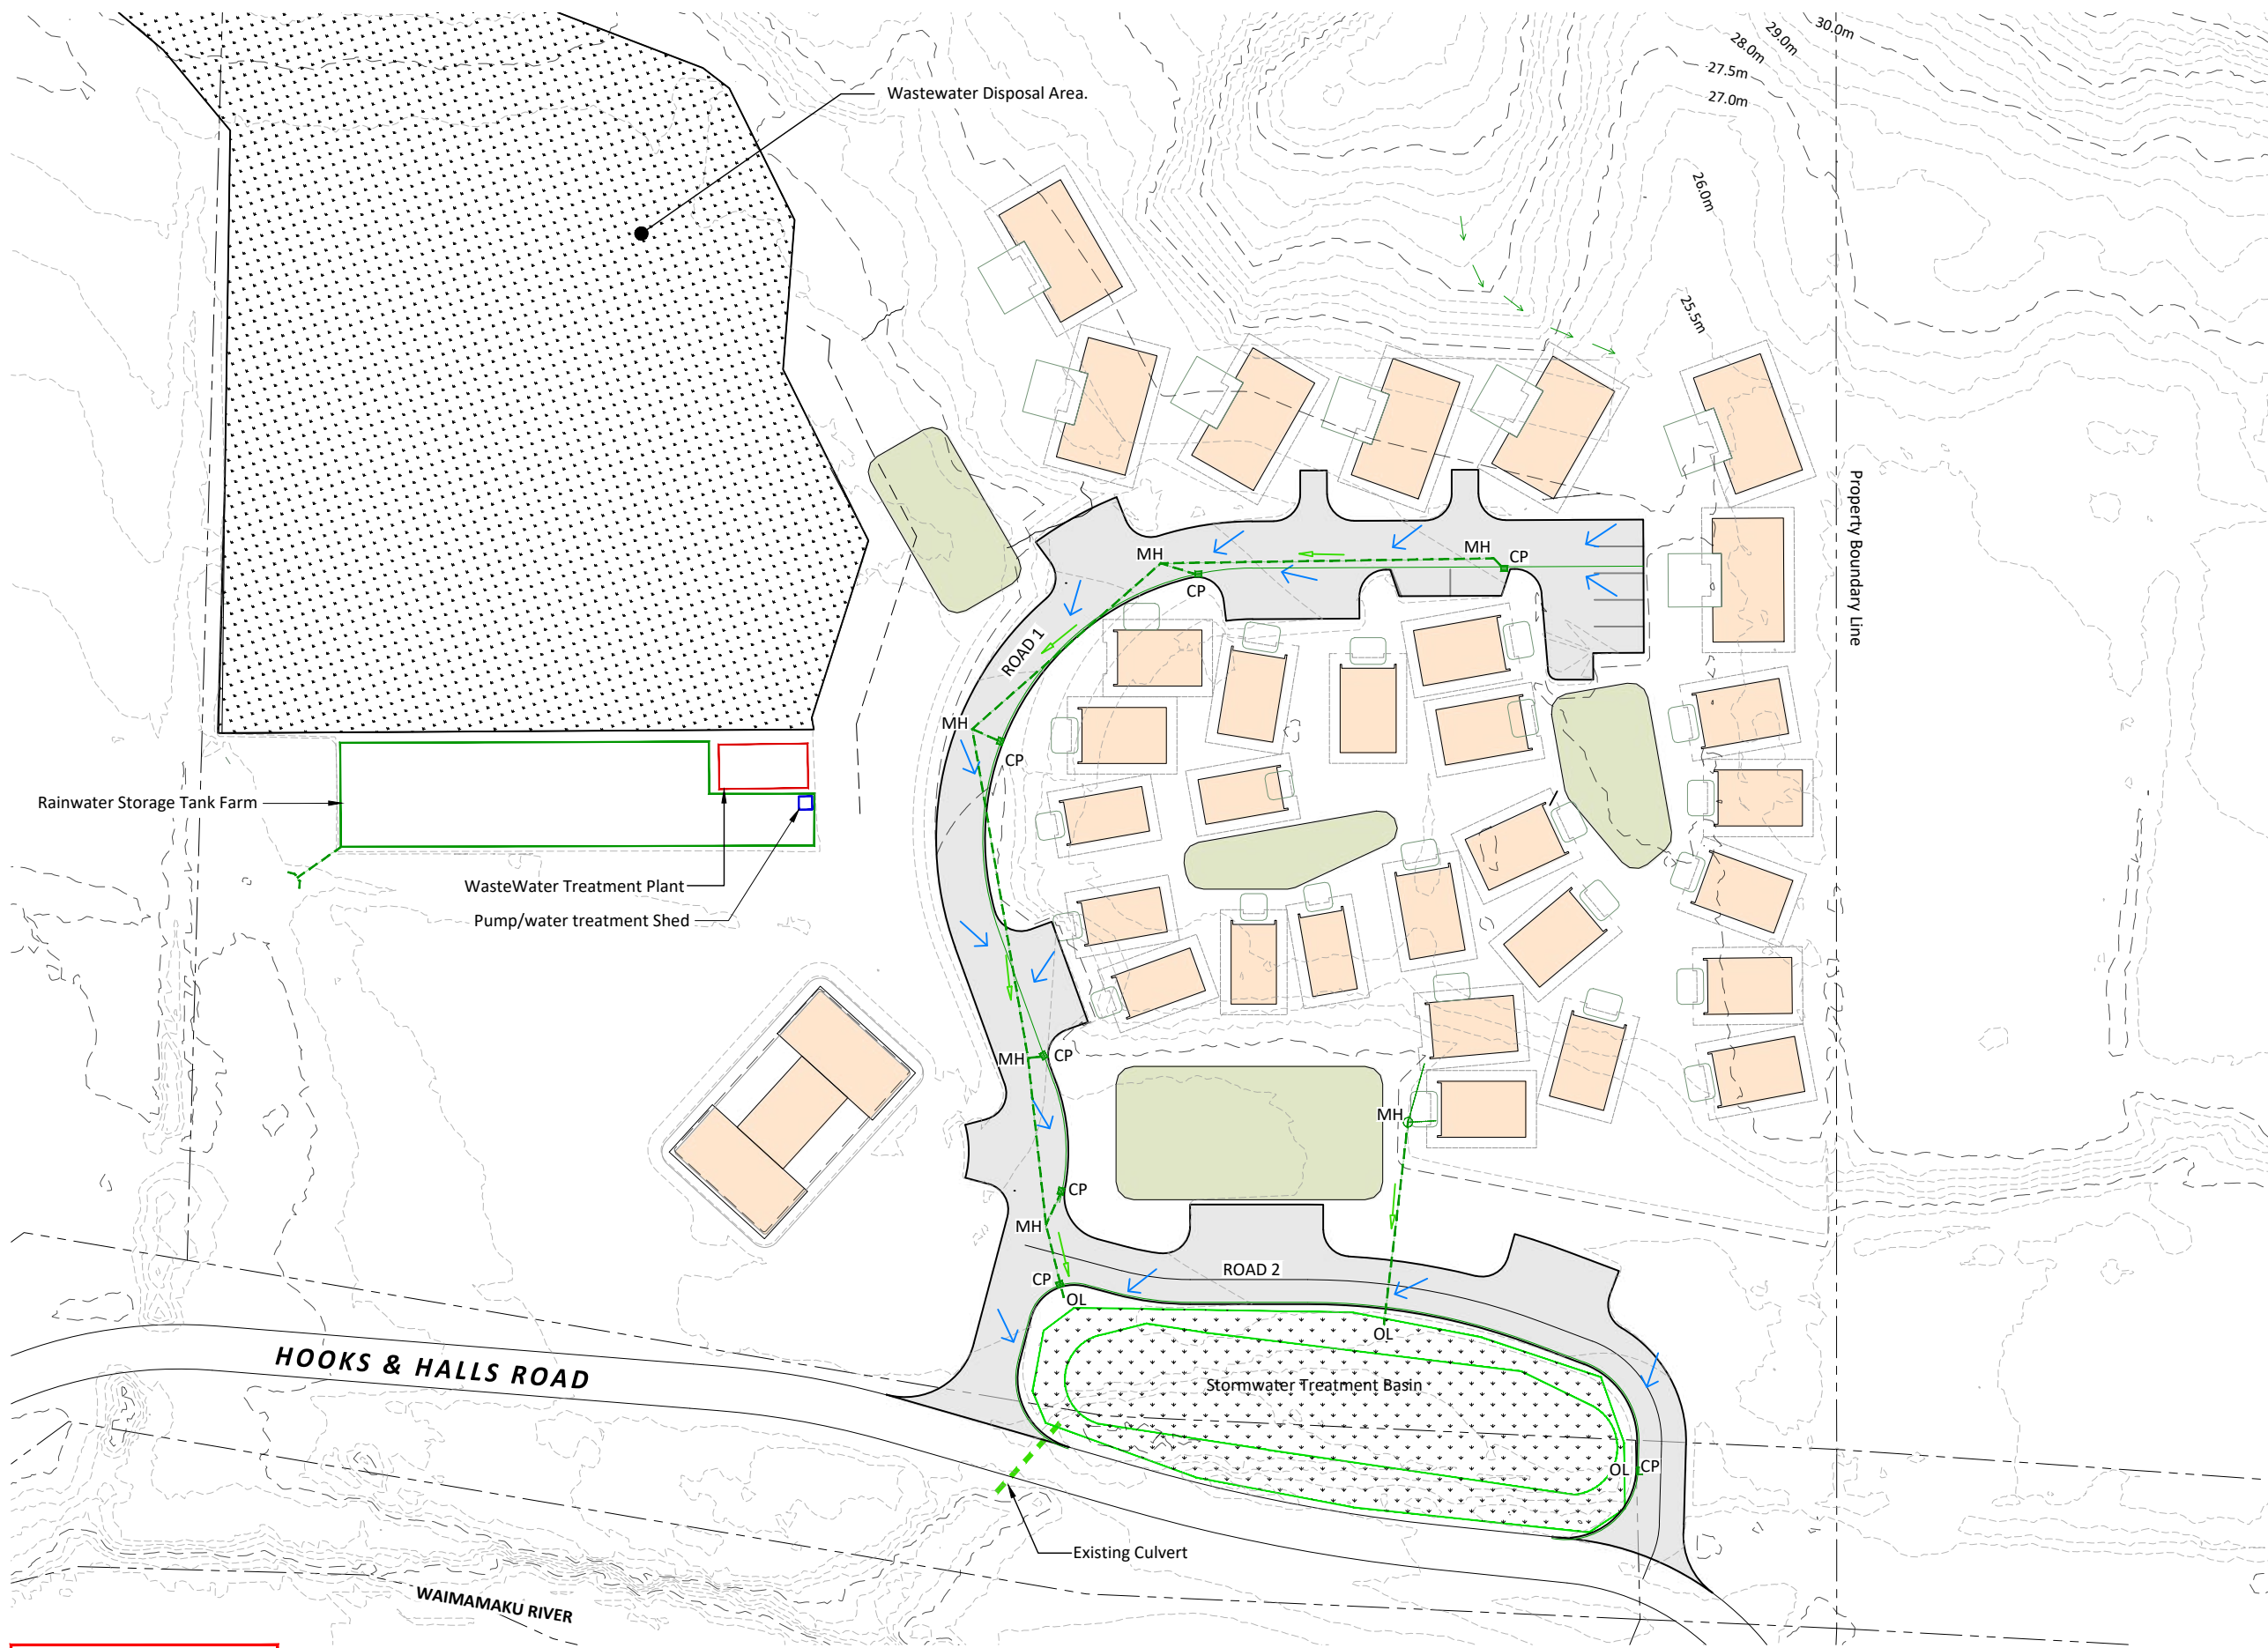 30.0m
29.0m
28.0m
27.5m
27.0m
Wastewater Disposal Area.
26.0m
25.5m
Property Boundary Line
MH
MH
CP
CP
ROAD 1
MH
CP
Rainwater Storage Tank Farm
WasteWater Treatment Plant
Pump/water treatment Shed
MH
CP
MH
CP
MH
ROAD 2
CP
OL
OL
HOOKS & HALLS ROAD
Stormwater Treatment Basin
OL
CP
Existing Culvert
WAIMAMAKU RIVER